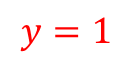 y = 1